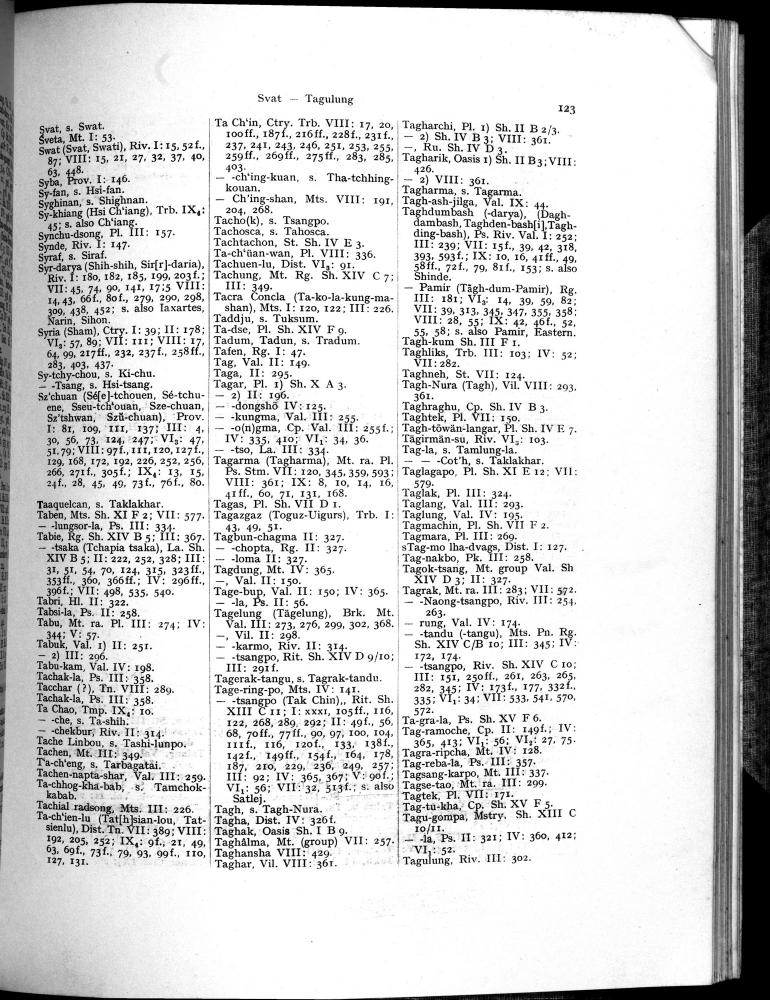 Svat — Tagulung
123
Svat, s. Swat.
Śveta, Mt. I: 53.
Swat (Svat, Swati), Riv. I: 15, 52f.,
87; VIII: 15, 21, 27, 32, 37, 40,
63, 448.
Syba, Prov. I: 146.
Sy-fan, s. Hsi-fan.
Syghinan, s. Shighnan.
Sy-khiang (Hsi Ch'iang), Trb. IX₄:
45; s. also Ch'iang.
Synchu-dsong, Pl. III: 157.
Synde, Riv. I: 147.
Syraf, s. Siraf.
Syr-darya (Shih-shih, Sir[r]-daria),
Riv. I: 180, 182, 185, 199, 203f.;
VII: 45, 74, 90, 141, 17;5 VIII:
14, 43, 66f., 80f., 279, 290, 298,
309, 438, 452; s. also Iaxartes,
Narin, Sihon.
Syria (Sham), Ctry. I: 39; II: 178;
VI₂: 57, 89; VII: 111; VIII: 17,
64, 99, 217ff., 232, 237f., 258ff.,
283, 403, 437.
Sy-tchy-chou, s. Ki-chu.
— -Tsang, s. Hsi-tsang.
Sz'chuan (Sé[e]-tchouen, Sé-tchu-
ene, Sseu-tch'ouan, Sze-chuan,
Sz'tshwan, Szŭ-chuan), Prov.
I: 81, 109, 111, 137; III: 4,
30, 56, 73, 124, 247; VI₂: 47,
51, 79; VIII: 97f., 111, 120, 127f.,
129, 168, 172, 192, 226, 252, 256,
266, 271f., 305f.; IX₄: 13, 15,
24f., 28, 45, 49, 73f., 76f., 80.
Taaquelcan, s. Taklakhar.
Taben, Mts. Sh. XI F 2; VII: 577.
— -lungsor-la, Ps. III: 334.
Tabie, Rg. Sh. XIV B 5; III: 367.
— -tsaka (Tchapia tsaka), La. Sh.
XIV B 5; II: 222, 252, 328; III:
31, 51, 54, 70, 124, 315, 323ff.,
353ff., 360, 366ff.; IV: 296ff.,
396f.; VII: 498, 535, 540.
Tabri, Hl. II: 322.
Tabsi-la, Ps. II: 258.
Tabu, Mt. ra. Pl. III: 274; IV:
344; V: 57.
Tabuk, Val. 1) II: 251.
— 2) III: 296.
Tabu-kam, Val. IV: 198.
Tachak-la, Ps. III: 358.
Tacchar (?), Tn. VIII: 289.
Tachak-la, Ps. III: 358.
Ta Chao, Tmp. IX₄: 10.
— -che, s. Ta-shih.
— -chekbur, Riv. II: 314.
Tache Linbou, s. Tashi-lunpo.
Tachen, Mt. III: 349.
T'a-ch'eng, s. Tarbagatai.
Tachen-napta-shar, Val. III: 259.
Ta-chhog-kha-bab, s. Tamchok-
kabab.
Tachial radsong, Mts. III: 226.
Ta-ch'ien-lu (Tat[h]sian-lou, Tat-
sienlu), Dist. Tn. VII: 389; VIII:
192, 205, 252; IX₄: 9f., 21, 49,
63, 69f., 73f., 79, 93, 99f., 110,
127, 131.
Ta Ch'in, Ctry. Trb. VIII: 17, 20,
100ff., 187f., 216ff., 228f., 231f.,
237, 241, 243, 246, 251, 253, 255,
259ff., 269ff., 275ff., 283, 285,
403.
— -ch'ing-kuan, s. Tha-tchhing-
kouan.
— Ch'ing-shan, Mts. VIII: 191,
204, 268.
Tacho(k), s. Tsangpo.
Tachosca, s. Tahosca.
Tachtachon, St. Sh. IV E 3.
Ta-ch'üan-wan, Pl. VIII: 336.
Tachuen-lu, Dist. VI₂: 91.
Tachung, Mt. Rg. Sh. XIV C 7;
III: 349.
Tacra Concla (Ta-ko-la-kung-ma-
shan), Mts. I: 120, 122; III: 226.
Taddju, s. Tuksum.
Ta-dse, Pl. Sh. XIV F 9.
Tadum, Tadun, s. Tradum.
Tafen, Rg. I: 47.
Tag, Val. II: 149.
Taga, II: 295.
Tagar, Pl. 1) Sh. X A 3.
— 2) II: 196.
— -dongshö IV: 125.
— -kungma, Val. III: 255.
— -o(n)gma, Cp. Val. III: 255f.;
IV: 335, 410; VI₁: 34, 36.
— -tso, La. III: 334.
Tagarma (Tagharma), Mt. ra. Pl.
Ps. Stm. VII: 120, 345, 359, 593;
VIII: 361; IX: 8, 10, 14, 16,
41ff., 60, 71, 131, 168.
Tagas, Pl. Sh. VII D 1.
Tagazgaz (Toguz-Uigurs), Trb. I:
43, 49, 51.
Tagbun-chagma II: 327.
— -chopta, Rg. II: 327.
— -loma II: 327.
Tagdung, Mt. IV: 365.
—, Val. II: 150.
Tage-bup, Val. II: 150; IV: 365.
— -la, Ps. II: 56.
Tagelung (Tägelung), Brk. Mt.
Val. III: 273, 276, 299, 302, 368.
—, Vil. II: 298.
— -karmo, Riv. II: 314.
— -tsangpo, Rit. Sh. XIV D 9/10;
III: 291f.
Tagerak-tangu, s. Tagrak-tandu.
Tage-ring-po, Mts. IV: 141.
— -tsangpo (Tak Chin),, Rit. Sh.
XIII C 11; I: xxxi, 105ff., 116,
122, 268, 289, 292; II: 49f., 56,
68, 70ff., 77ff., 90, 97, 100, 104,
111f., 116, 120f., 133, 138f.,
142f., 149ff., 154f., 164, 178,
187, 210, 229, 236, 249, 257;
III: 92; IV: 365, 367; V: 96f.;
VI₁: 56; VII: 32, 513f.; s. also
Satlej.
Tagh, s. Tagh-Nura.
Tagha, Dist. IV: 326f.
Taghak, Oasis Sh. I B 9.
Taghālma, Mt. (group) VII: 257.
Taghansha VIII: 429.
Taghar, Vil. VIII: 361.
Tagharchi, Pl. 1) Sh. II B 2/3.
— 2) Sh. IV B 3; VIII: 361.
—, Ru. Sh. IV D 3.
Tagharik, Oasis 1) Sh. II B 3; VIII:
426.
— 2) VIII: 361.
Tagharma, s. Tagarma.
Tagh-ash-jilga, Val. IX: 44.
Taghdumbash (-darya), (Dagh-
dambash, Taghden-bash[i], Tagh-
ding-bash), Ps. Riv. Val. I: 252;
III: 239; VII: 15f., 39, 42, 318,
393, 593f.; IX: 10, 16, 41ff., 49,
58ff., 72f., 79, 81f., 153; s. also
Shinde.
— Pamir (Tāgh-dum-Pamir), Rg.
III: 181; VI₂: 14, 39, 59, 82;
VII: 39, 313, 345, 347, 355, 358;
VIII: 28, 55; IX: 42, 46f., 52,
55, 58; s. also Pamir, Eastern.
Tagh-kum Sh. III F 1.
Taghliks, Trb. III: 103; IV: 52;
VII: 282.
Taghneh, St. VII: 124.
Tagh-Nura (Tagh), Vil. VIII: 293,
361.
Taghraghu, Cp. Sh. IV B 3.
Taghtek, Pl. VII: 150.
Tagh-töwän-langar, Pl. Sh. IV E 7.
Tägirmän-su, Riv. VI₂: 103.
Tag-la, s. Tamlung-la.
— — -Cot'h, s. Taklakhar.
Taglagapo, Pl. Sh. XI E 12; VII:
579.
Taglak, Pl. III: 324.
Taglang, Val. III: 293.
Taglung, Val. IV: 195.
Tagmachin, Pl. Sh. VII F 2.
Tagmara, Pl. III: 269.
sTag-mo lha-dvags, Dist. I: 127.
Tag-nakbo, Pk. III: 258.
Tagok-tsang, Mt. group Val. Sh
XIV D 3; II: 327.
Tagrak, Mt. ra. III: 283; VII: 572.
— -Naong-tsangpo, Riv. III: 254,
263.
— rung, Val. IV: 174.
— -tandu (-tangu), Mts. Pn. Rg.
Sh. XIV C/B 10; III: 345; IV:
172, 174.
— -tsangpo, Riv. Sh. XIV C 10;
III: 151, 250ff., 261, 263, 265,
282, 345; IV: 173f., 177, 332f.,
335; VI₁: 34; VII: 533, 541, 570,
572.
Ta-gra-la, Ps. Sh. XV F 6.
Tag-ramoche, Cp. II: 149f.; IV:
365, 413; VI₁: 56; VI₂: 27, 75.
Tagra-ripcha, Mt. IV: 128.
Tag-reba-la, Ps. III: 357.
Tagsang-karpo, Mt. III: 337.
Tagse-tao, Mt. ra. III: 299.
Tagtek, Pl. VII: 171.
Tag-tu-kha, Cp. Sh. XV F 5.
Tagu-gompa, Mstry. Sh. XIII C
10/11.
— -la, Ps. II: 321; IV: 360, 412;
VI₁: 52.
Tagulung, Riv. III: 302.